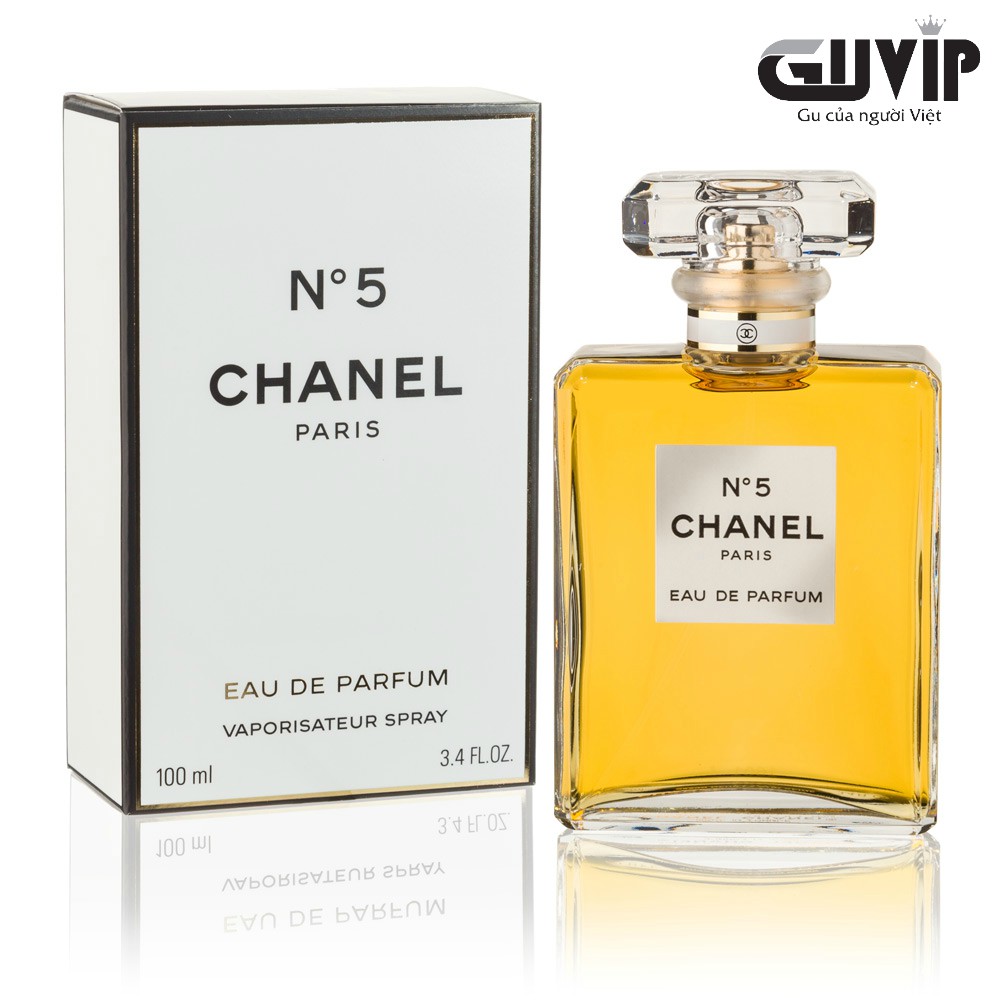 GUVIP
Gu của người Việt
N°5
CHANEL
PARIS
EAU DE PARFUM
VAPORISATEUR SPRAY
100 ml
3.4 FL.OZ.
N°5
CHANEL
PARIS
EAU DE PARFUM